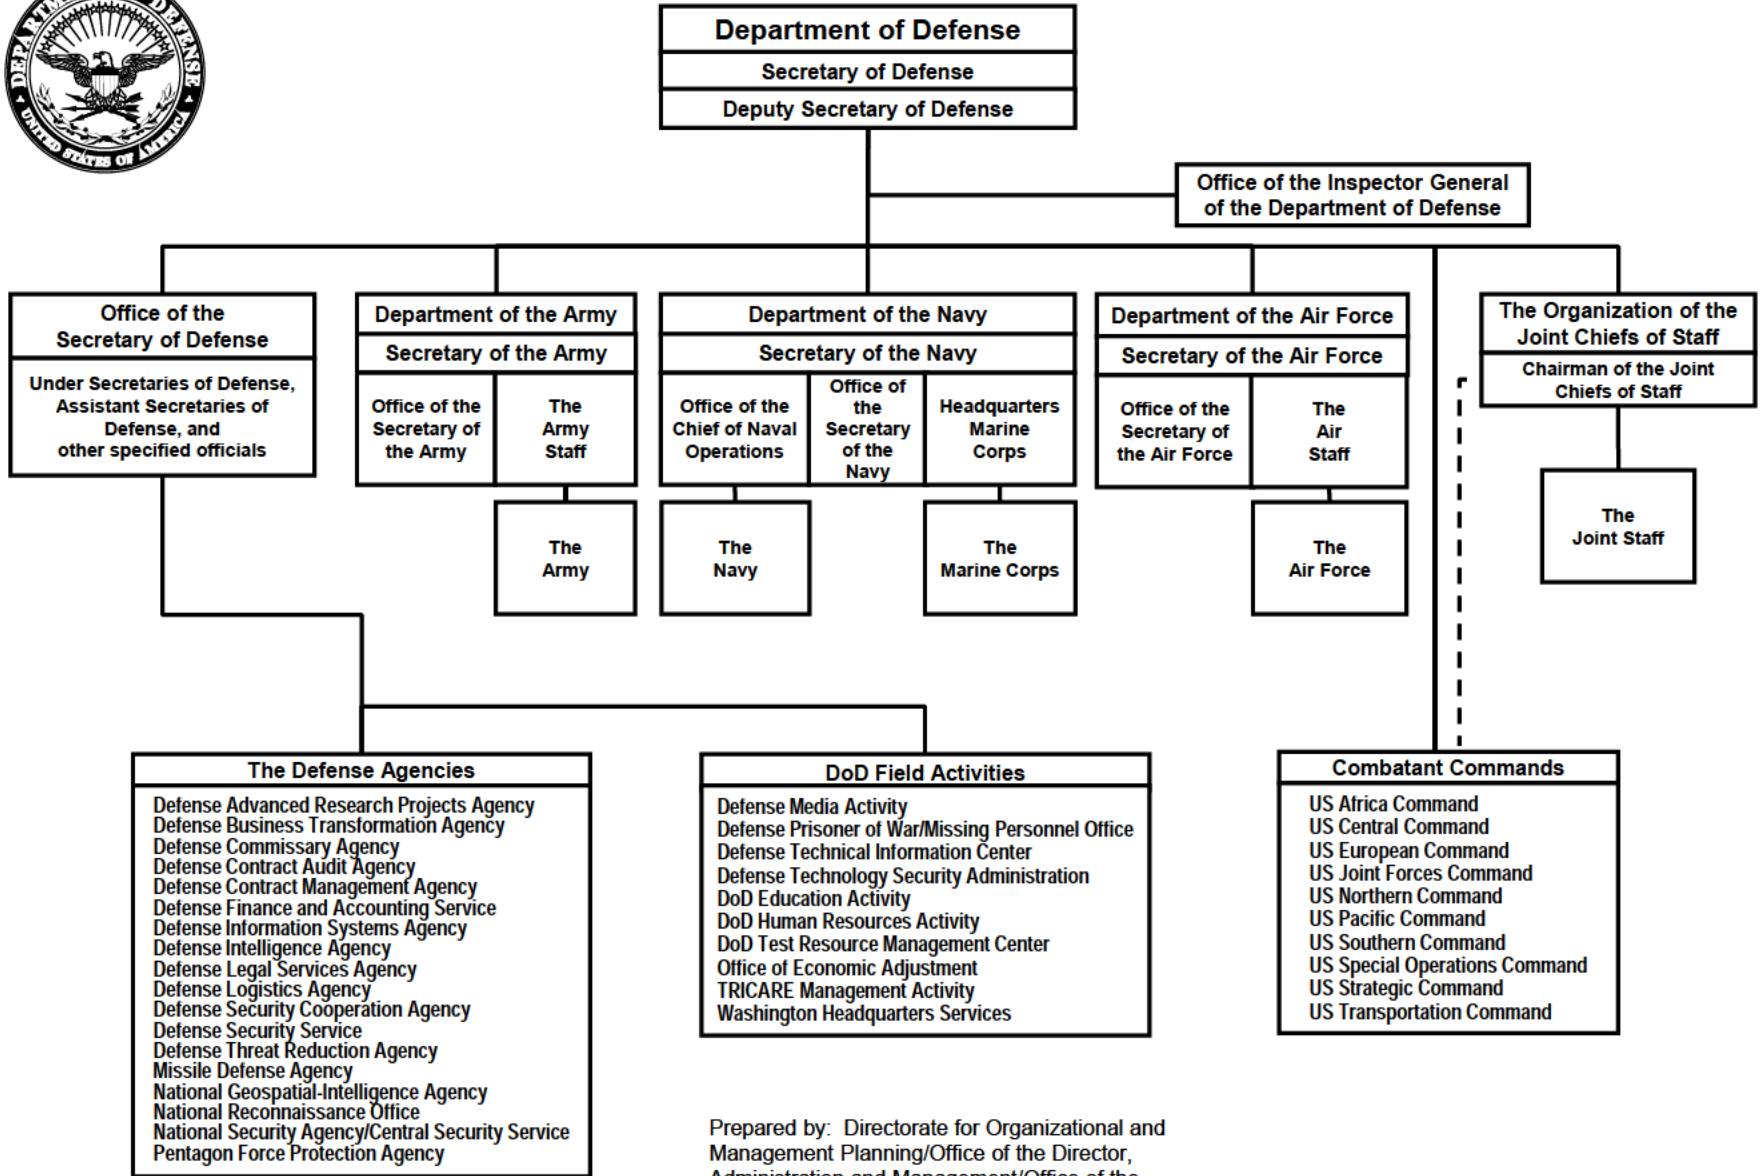 DEPARTMENT OF DEFENSE
UNITED STATES OF AMERICA
Department of Defense
Secretary of Defense
Deputy Secretary of Defense
Office of the Inspector General
of the Department of Defense
Office of the
Secretary of Defense
Under Secretaries of Defense,
Assistant Secretaries of
Defense, and
other specified officials
Department of the Army
Secretary of the Army
Office of the
Secretary of
the Army
The
Army
Staff
The
Army
Department of the Navy
Secretary of the Navy
Office of the
Chief of Naval
Operations
Office of
the
Secretary
of the
Navy
Headquarters
Marine
Corps
The
Navy
The
Marine Corps
Department of the Air Force
Secretary of the Air Force
Office of the
Secretary of
the Air Force
The
Air
Staff
The
Air Force
The Organization of the
Joint Chiefs of Staff
Chairman of the Joint
Chiefs of Staff
The
Joint Staff
The Defense Agencies
Defense Advanced Research Projects Agency
Defense Business Transformation Agency
Defense Commissary Agency
Defense Contract Audit Agency
Defense Contract Management Agency
Defense Finance and Accounting Service
Defense Information Systems Agency
Defense Intelligence Agency
Defense Legal Services Agency
Defense Logistics Agency
Defense Security Cooperation Agency
Defense Security Service
Defense Threat Reduction Agency
Missile Defense Agency
National Geospatial-Intelligence Agency
National Reconnaissance Office
National Security Agency/Central Security Service
Pentagon Force Protection Agency
DoD Field Activities
Defense Media Activity
Defense Prisoner of War/Missing Personnel Office
Defense Technical Information Center
Defense Technology Security Administration
DoD Education Activity
DoD Human Resources Activity
DoD Test Resource Management Center
Office of Economic Adjustment
TRICARE Management Activity
Washington Headquarters Services
Combatant Commands
US Africa Command
US Central Command
US European Command
US Joint Forces Command
US Northern Command
US Pacific Command
US Southern Command
US Special Operations Command
US Strategic Command
US Transportation Command
Prepared by: Directorate for Organizational and
Management Planning/Office of the Director,
Administration and Management/Office of the